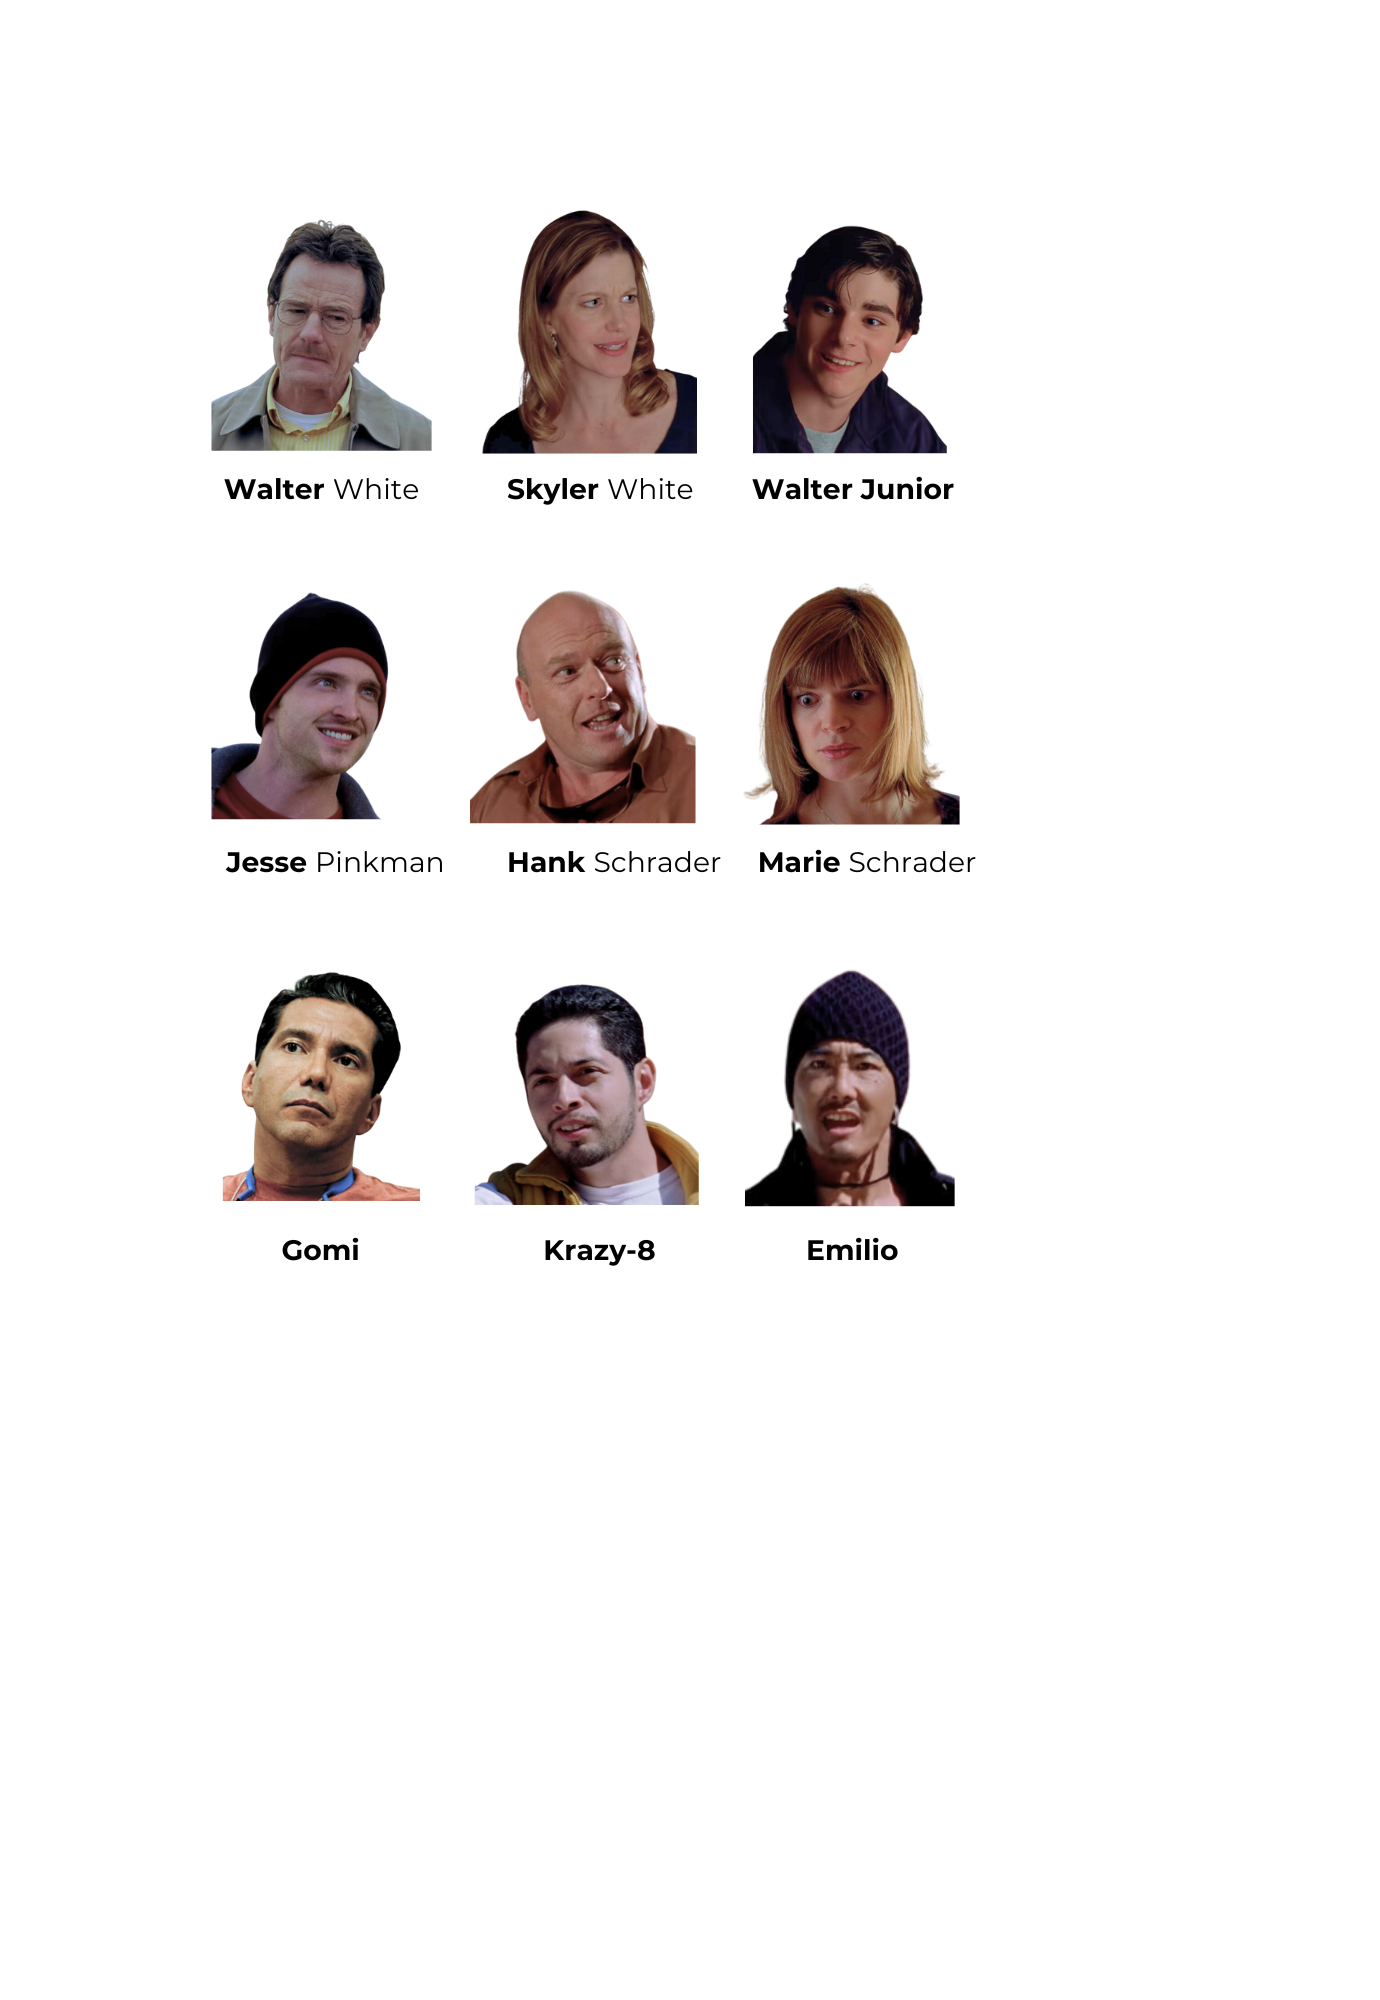 Walter White
Skyler White
Walter Junior
Jesse Pinkman
Hank Schrader
Marie Schrader
Gomi
Krazy-8
Emilio